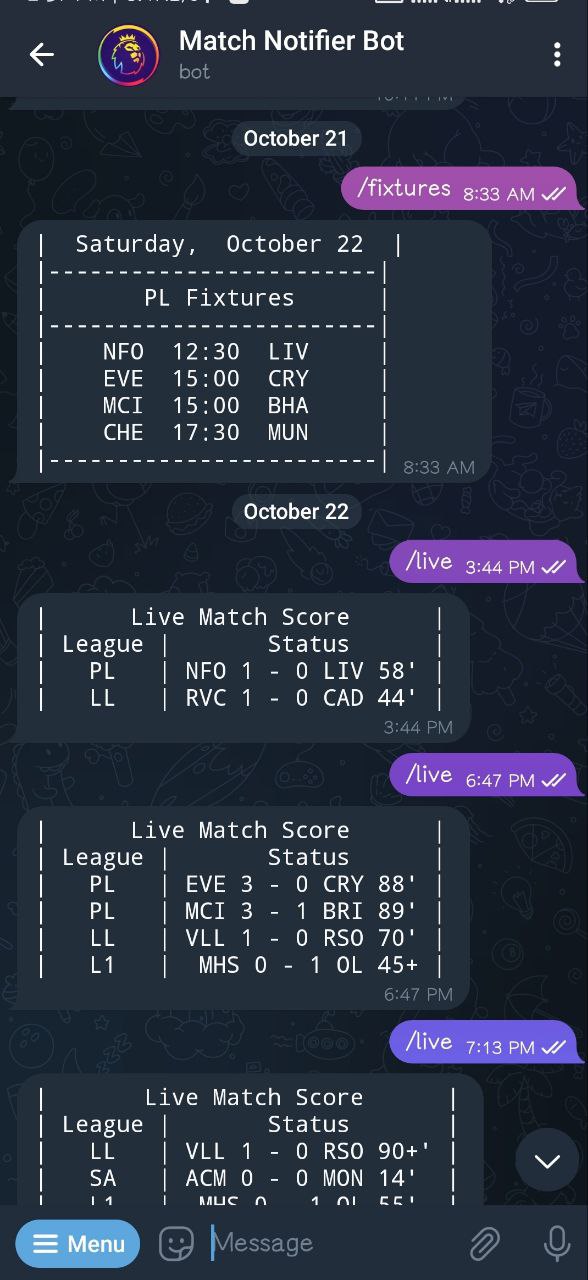 Match Notifier Bot
bot
October 21
/fixtures 8:33 AM
| Saturday, October 22 |
|------------------------|
| PL Fixtures |
|------------------------|
| NFO 12:30 LIV |
| EVE 15:00 CRY |
| MCI 15:00 BHA |
| CHE 17:30 MUN |
|------------------------| 8:33 AM
October 22
/live 3:44 PM
| Live Match Score |
| League | Status |
| PL | NFO 1 - 0 LIV 58' |
| LL | RVC 1 - 0 CAD 44' |
3:44 PM
/live 6:47 PM
| Live Match Score |
| League | Status |
| PL | EVE 3 - 0 CRY 88' |
| PL | MCI 3 - 1 BRI 89' |
| LL | VLL 1 - 0 RSO 70' |
| L1 | MHS 0 - 1 OL 45+ |
6:47 PM
/live 7:13 PM
| Live Match Score |
| League | Status |
| LL | VLL 1 - 0 RSO 90+' |
| SA | ACM 0 - 0 MON 14' |
| L1 | MHS 0 - 1 OL 55' |
Menu Message